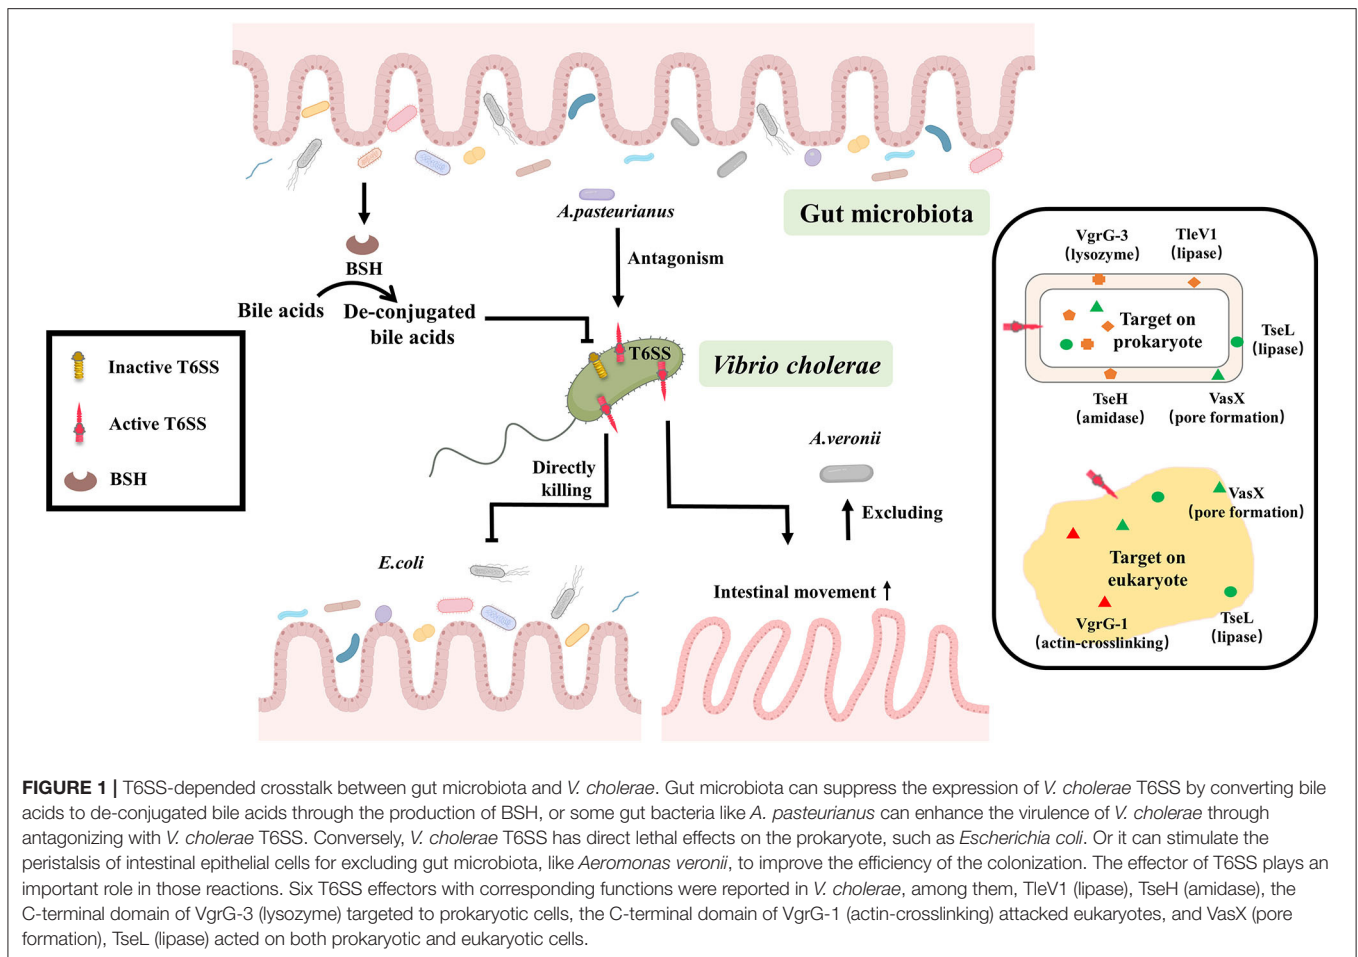 A.pasteurianus
Gut microbiota
Antagonism
BSH
Bile acids
De-conjugated
bile acids
T6SS
Vibrio cholerae
Inactive T6SS
Active T6SS
BSH
Directly
killing
A.veronii
Excluding
E.coli
Intestinal movement ↑
VgrG-3
(lysozyme)
TleV1
(lipase)
Target on
prokaryote
TseL
(lipase)
TseH
(amidase)
VasX
(pore formation)
VasX
(pore formation)
Target on
eukaryote
VgrG-1
(actin-crosslinking)
TseL
(lipase)
FIGURE 1 | T6SS-depended crosstalk between gut microbiota and V. cholerae. Gut microbiota can suppress the expression of V. cholerae T6SS by converting bile
acids to de-conjugated bile acids through the production of BSH, or some gut bacteria like A. pasteurianus can enhance the virulence of V. cholerae through
antagonizing with V. cholerae T6SS. Conversely, V. cholerae T6SS has direct lethal effects on the prokaryote, such as Escherichia coli. Or it can stimulate the
peristalsis of intestinal epithelial cells for excluding gut microbiota, like Aeromonas veronii, to improve the efficiency of the colonization. The effector of T6SS plays an
important role in those reactions. Six T6SS effectors with corresponding functions were reported in V. cholerae, among them, TleV1 (lipase), TseH (amidase), the
C-terminal domain of VgrG-3 (lysozyme) targeted to prokaryotic cells, the C-terminal domain of VgrG-1 (actin-crosslinking) attacked eukaryotes, and VasX (pore
formation), TseL (lipase) acted on both prokaryotic and eukaryotic cells.